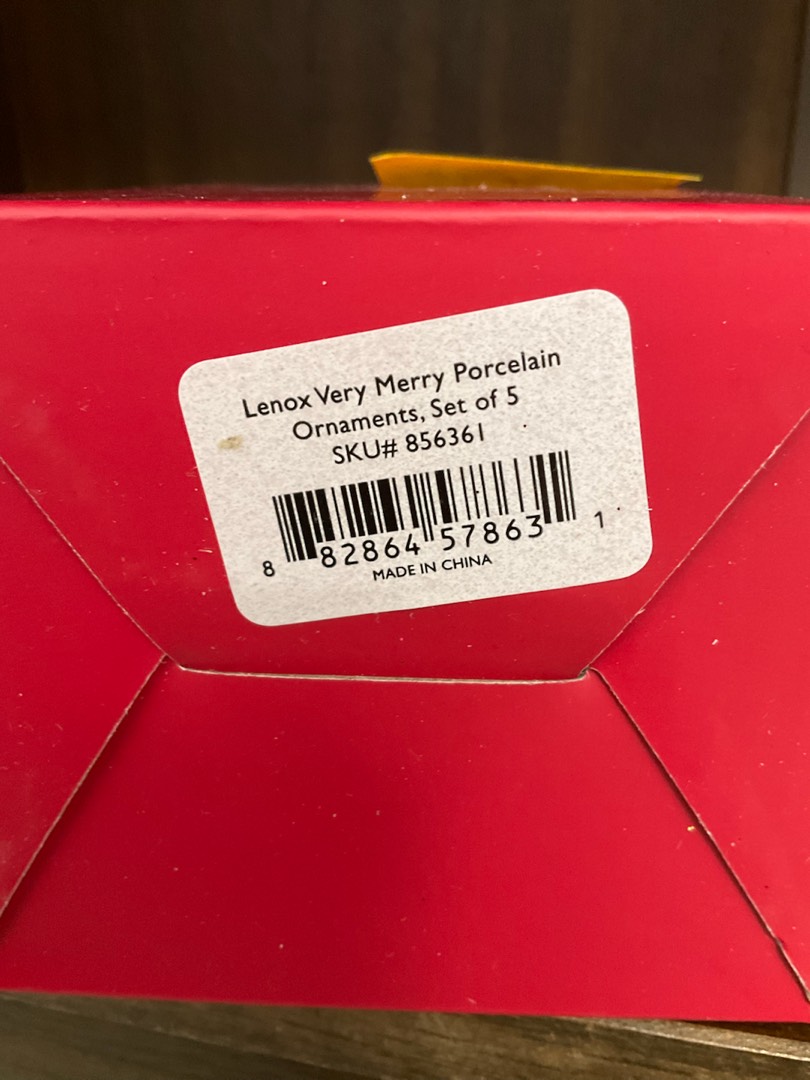 Lenox Very Merry Porcelain
Ornaments, Set of 5
SKU# 856361
8 82864 57863 1
MADE IN CHINA